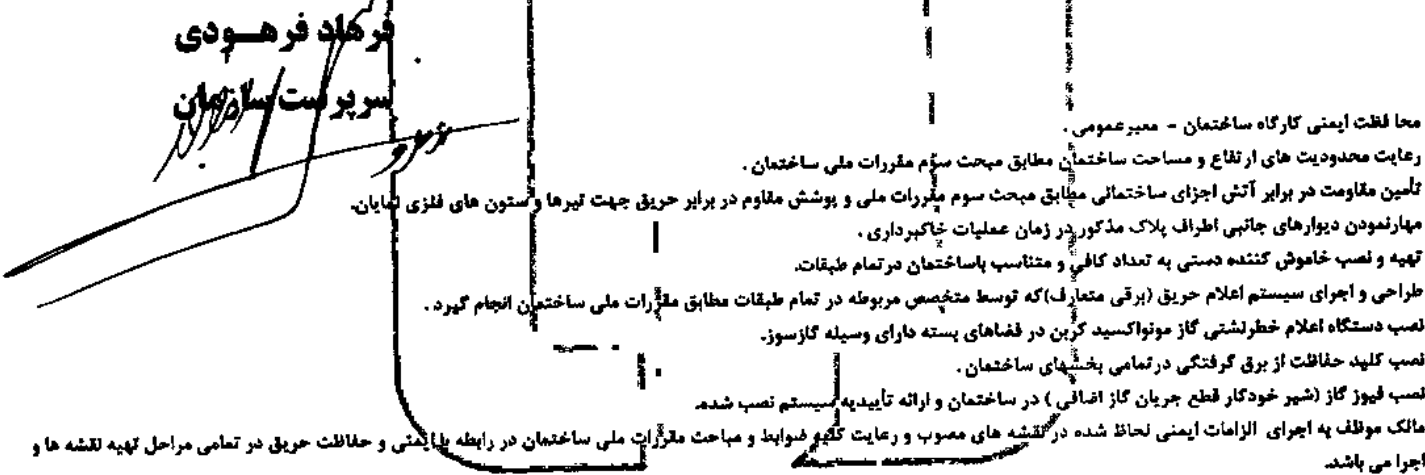 فرهاد فرهودی
سرپرست سازمان
محا فظت ایمنی کارگاه ساختمان - معبرعمومی .
رعایت محدودیت های ارتفاع و مساحت ساختمان مطابق مبحث سوم مقررات ملی ساختمان .
تأمین مقاومت در برابر آتش اجزای ساختمانی مطابق مبحث سوم مقررات ملی و پوشش مقاوم در برابر حریق جهت تیرها و ستون های فلزی نمایان.
مهارنمودن دیوارهای جانبی اطراف پلاک مذکور در زمان عملیات خاکبرداری .
تهیه و نصب خاموش کننده دستی به تعداد کافی و متناسب باساختمان درتمام طبقات.
طراحی و اجرای سیستم اعلام حریق (برقی متعارف)که توسط متخصص مربوطه در تمام طبقات مطابق مقررات ملی ساختمان انجام گیرد .
نصب دستگاه اعلام خطرنشتی گاز مونواکسید کربن در فضاهای بسته دارای وسیله گازسوز.
نصب کلید حفاظت از برق گرفتگی درتمامی بخشهای ساختمان .
نصب فیوز گاز (شیر خودکار قطع جریان گاز اضافی ) در ساختمان و ارائه تأییدیه سیستم نصب شده.
مالک موظف به اجرای الزامات ایمنی لحاظ شده در نقشه های مصوب و رعایت کلیه ضوابط و مباحث مقررات ملی ساختمان در رابطه با ایمنی و حفاظت حریق در تمامی مراحل تهیه نقشه ها و
اجرا می باشد.